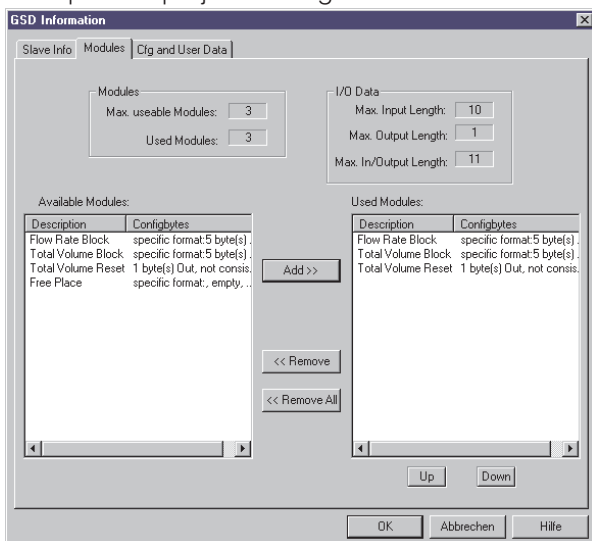 GSD Information
Slave Info Modules Cfg and User Data
Modules
Max. useable Modules: 3
Used Modules: 3
I/O Data
Max. Input Length: 10
Max. Output Length: 1
Max. In/Output Length: 11
Available Modules:
Description Configbytes
Flow Rate Block specific format:5 byte(s) .
Total Volume Block specific format:5 byte(s) .
Total Volume Reset 1 byte(s) Out, not consis.
Free Place specific format:, empty, ..
Add >>
<< Remove
<< Remove All
Used Modules:
Description Configbytes
Flow Rate Block specific format:5 byte(s) .
Total Volume Block specific format:5 byte(s) .
Total Volume Reset 1 byte(s) Out, not consis.
Up Down
OK Abbrechen Hilfe